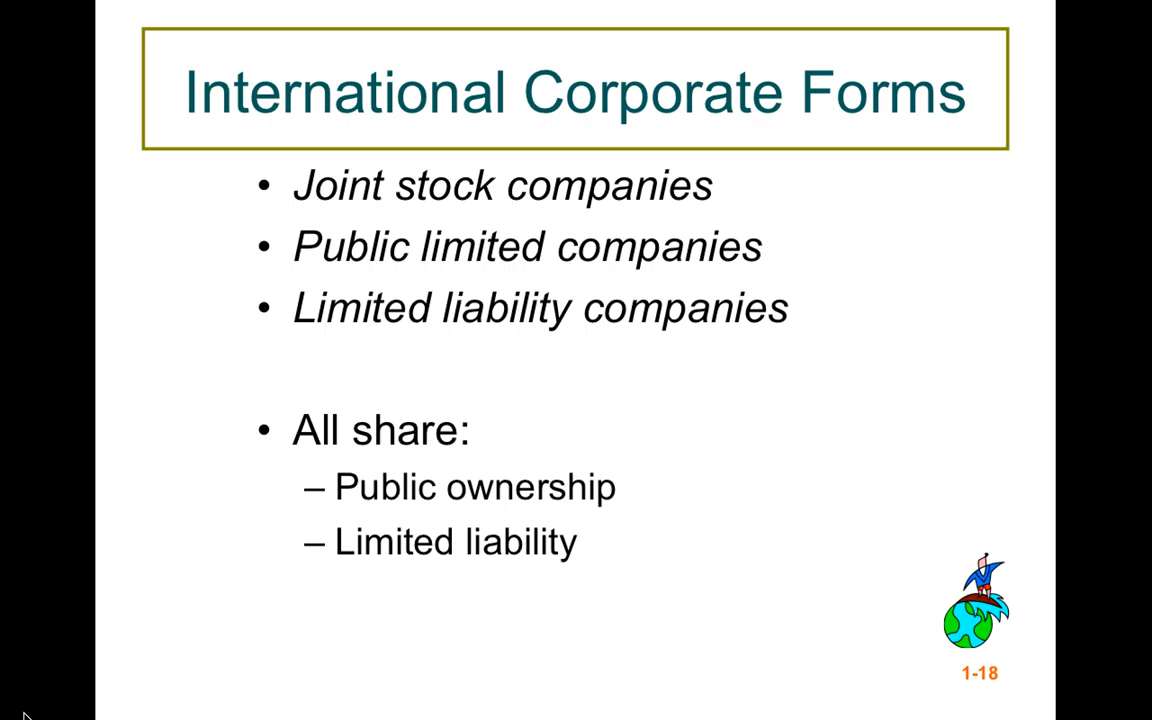 International Corporate Forms
• Joint stock companies
• Public limited companies
• Limited liability companies
• All share:
– Public ownership
– Limited liability
1-18